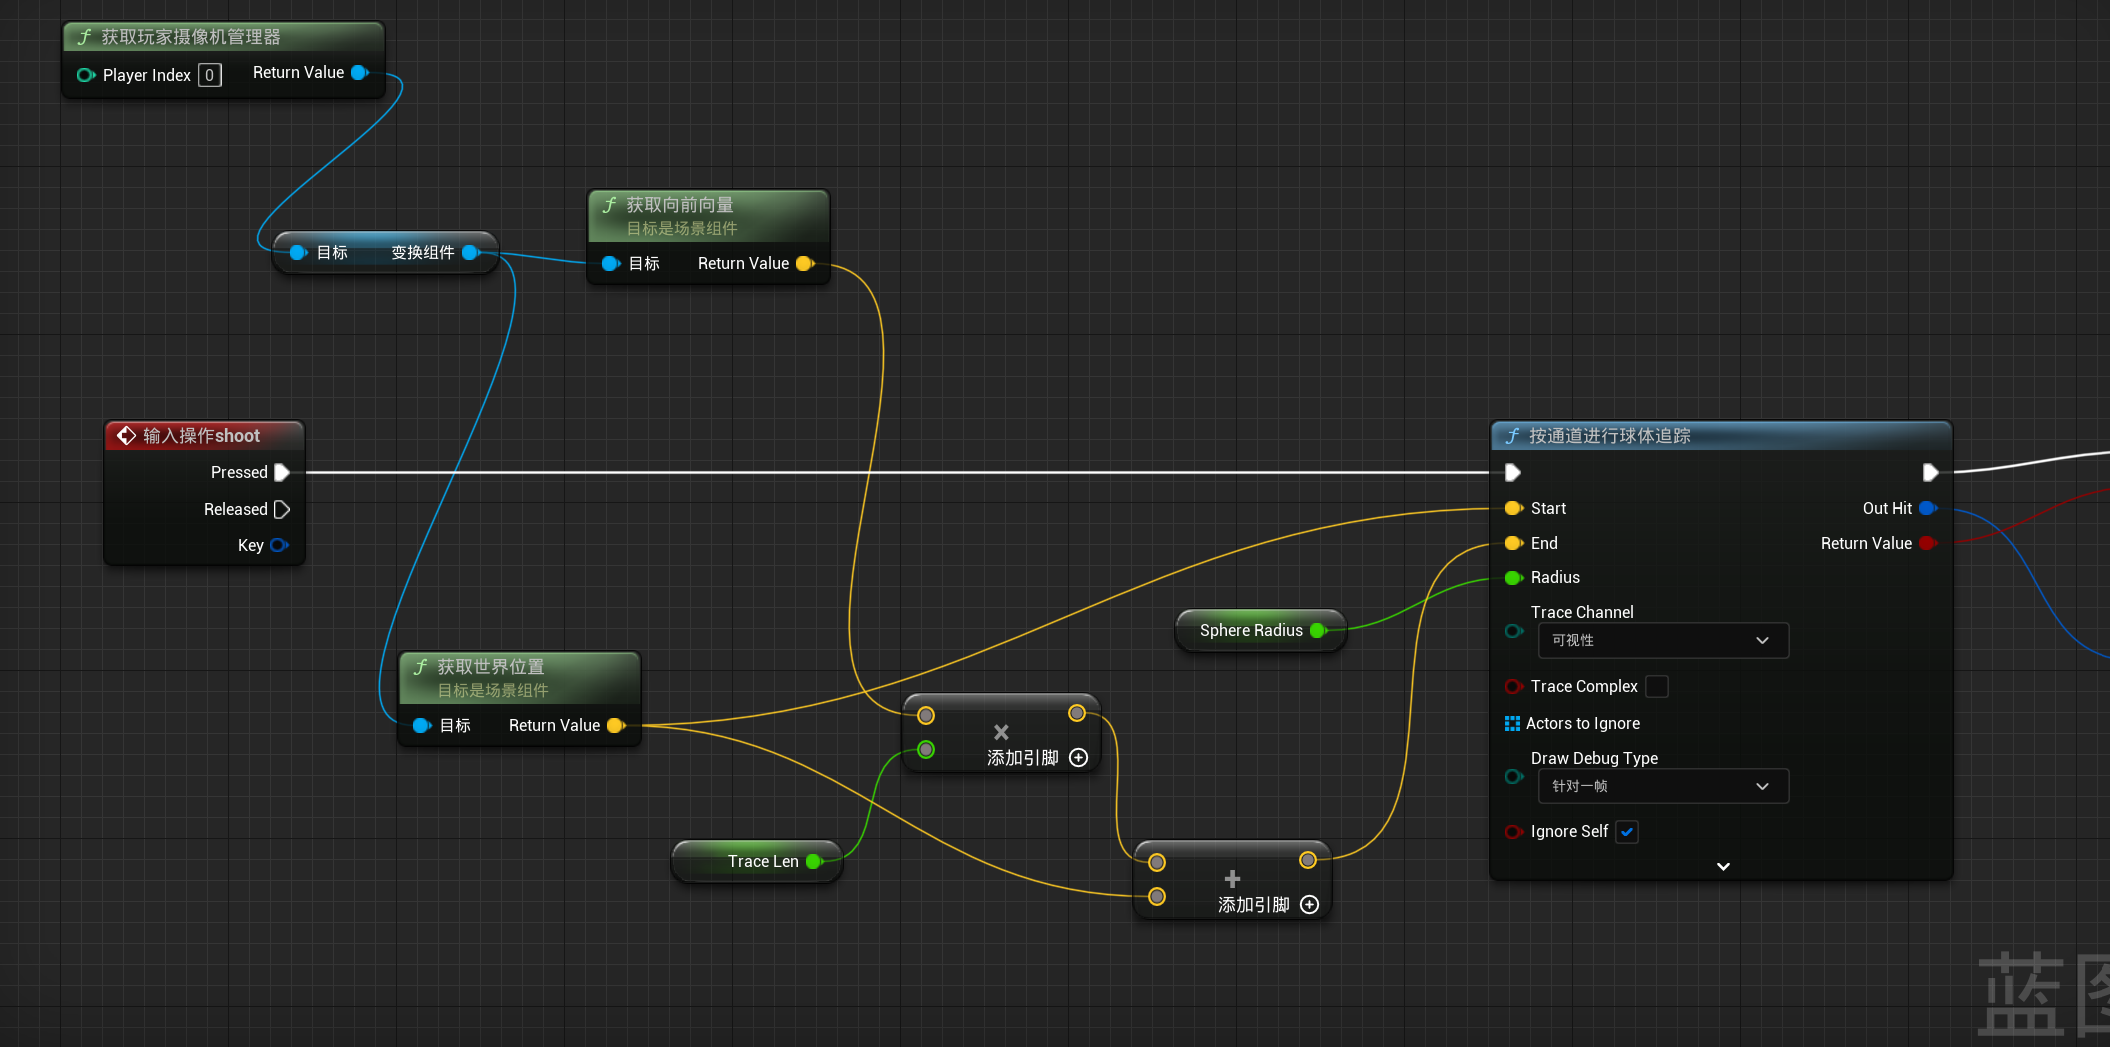 获取玩家摄像机管理器
Player Index 0 Return Value
目标 变换组件
获取向前向量
目标是场景组件
目标 Return Value
输入操作shoot
Pressed
Released
Key
获取世界位置
目标是场景组件
目标 Return Value
Trace Len
添加引脚
添加引脚
Sphere Radius
按通道进行球体追踪
Start Out Hit
End Return Value
Radius
Trace Channel
可视性
Trace Complex
Actors to Ignore
Draw Debug Type
针对一帧
Ignore Self
蓝图